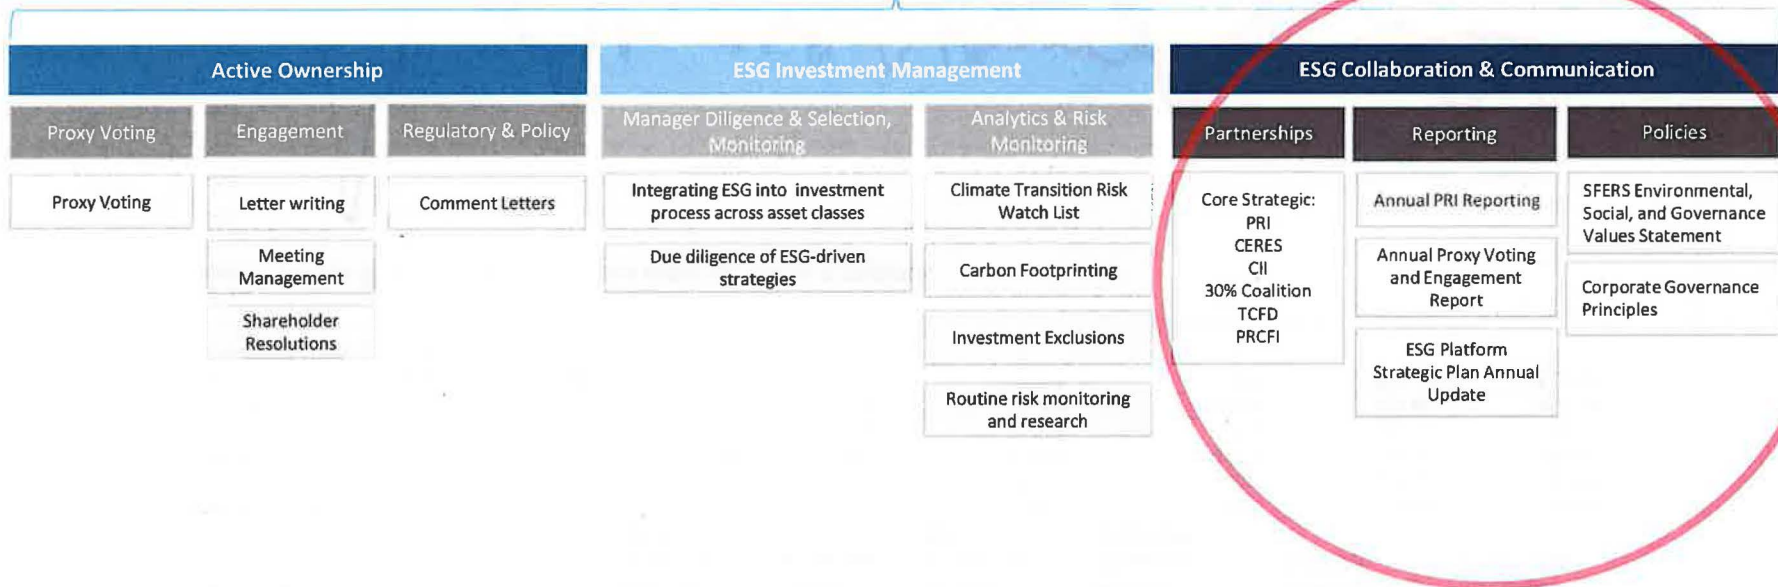 Active Ownership
ESG Investment Management
ESG Collaboration & Communication
Proxy Voting
Engagement
Regulatory & Policy
Manager Diligence & Selection,
Monitoring
Analytics & Risk
Monitoring
Partnerships
Reporting
Policies
Proxy Voting
Letter writing
Meeting
Management
Shareholder
Resolutions
Comment Letters
Integrating ESG into investment
process across asset classes
Due diligence of ESG-driven
strategies
Climate Transition Risk
Watch List
Carbon Footprinting
Investment Exclusions
Routine risk monitoring
and research
Core Strategic:
PRI
CERES
CII
30% Coalition
TCFD
PRCFI
Annual PRI Reporting
Annual Proxy Voting
and Engagement
Report
ESG Platform
Strategic Plan Annual
Update
SFERS Environmental,
Social, and Governance
Values Statement
Corporate Governance
Principles